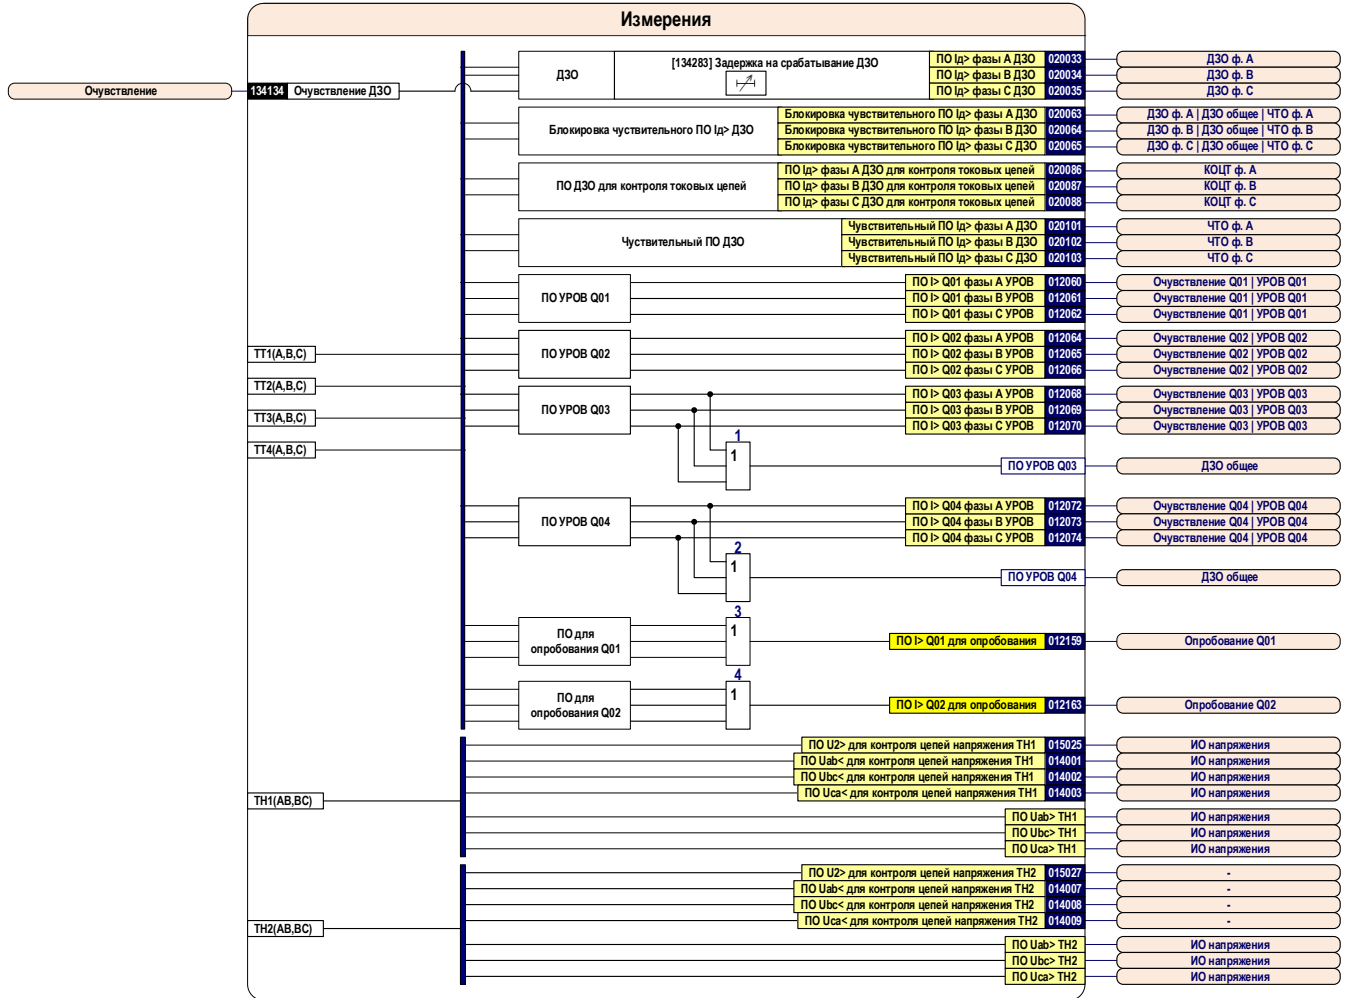 Измерения
ДЗО
[134283] Задержка на срабатывание ДЗО
ПО Iд> фазы А ДЗО 020033 ДЗО ф. А
ПО Iд> фазы В ДЗО 020034 ДЗО ф. В
ПО Iд> фазы С ДЗО 020035 ДЗО ф. С
Очувствление 134134 Очувствление ДЗО
Блокировка чуствительного ПО Iд> ДЗО
Блокировка чувствительного ПО Iд> фазы А ДЗО 020063 ДЗО ф. А | ДЗО общее | ЧТО ф. А
Блокировка чувствительного ПО Iд> фазы В ДЗО 020064 ДЗО ф. В | ДЗО общее | ЧТО ф. В
Блокировка чувствительного ПО Iд> фазы С ДЗО 020065 ДЗО ф. С | ДЗО общее | ЧТО ф. С
ПО ДЗО для контроля токовых цепей
ПО Iд> фазы А ДЗО для контроля токовых цепей 020086 КОЦТ ф. А
ПО Iд> фазы В ДЗО для контроля токовых цепей 020087 КОЦТ ф. В
ПО Iд> фазы С ДЗО для контроля токовых цепей 020088 КОЦТ ф. С
Чуствительный ПО ДЗО
Чувствительный ПО Iд> фазы А ДЗО 020101 ЧТО ф. А
Чувствительный ПО Iд> фазы В ДЗО 020102 ЧТО ф. В
Чувствительный ПО Iд> фазы С ДЗО 020103 ЧТО ф. С
ПО УРОВ Q01
ПО I> Q01 фазы А УРОВ 012060 Очувствление Q01 | УРОВ Q01
ПО I> Q01 фазы В УРОВ 012061 Очувствление Q01 | УРОВ Q01
ПО I> Q01 фазы С УРОВ 012062 Очувствление Q01 | УРОВ Q01
ТТ1(А,В,С)
ПО УРОВ Q02
ПО I> Q02 фазы А УРОВ 012064 Очувствление Q02 | УРОВ Q02
ПО I> Q02 фазы В УРОВ 012065 Очувствление Q02 | УРОВ Q02
ПО I> Q02 фазы С УРОВ 012066 Очувствление Q02 | УРОВ Q02
ТТ2(А,В,С)
ТТ3(А,В,С)
ТТ4(А,В,С)
ПО УРОВ Q03
ПО I> Q03 фазы А УРОВ 012068 Очувствление Q03 | УРОВ Q03
ПО I> Q03 фазы В УРОВ 012069 Очувствление Q03 | УРОВ Q03
ПО I> Q03 фазы С УРОВ 012070 Очувствление Q03 | УРОВ Q03
1
1
ПО УРОВ Q03 ДЗО общее
ПО УРОВ Q04
ПО I> Q04 фазы А УРОВ 012072 Очувствление Q04 | УРОВ Q04
ПО I> Q04 фазы В УРОВ 012073 Очувствление Q04 | УРОВ Q04
ПО I> Q04 фазы С УРОВ 012074 Очувствление Q04 | УРОВ Q04
2
1
ПО УРОВ Q04 ДЗО общее
3
ПО для
опробования Q01
1
ПО I> Q01 для опробования 012159 Опробование Q01
4
ПО для
опробования Q02
1
ПО I> Q02 для опробования 012163 Опробование Q02
ПО U2> для контроля цепей напряжения ТН1 015025 ИО напряжения
ПО Uab< для контроля цепей напряжения ТН1 014001 ИО напряжения
ПО Ubc< для контроля цепей напряжения ТН1 014002 ИО напряжения
ПО Uca< для контроля цепей напряжения ТН1 014003 ИО напряжения
ТН1(АВ,ВС)
ПО Uab> ТН1 ИО напряжения
ПО Ubc> ТН1 ИО напряжения
ПО Uca> ТН1 ИО напряжения
ПО U2> для контроля цепей напряжения ТН2 015027 -
ПО Uab< для контроля цепей напряжения ТН2 014007 -
ПО Ubc< для контроля цепей напряжения ТН2 014008 -
ПО Uca< для контроля цепей напряжения ТН2 014009 -
ТН2(АВ,ВС)
ПО Uab> ТН2 ИО напряжения
ПО Ubc> ТН2 ИО напряжения
ПО Uca> ТН2 ИО напряжения